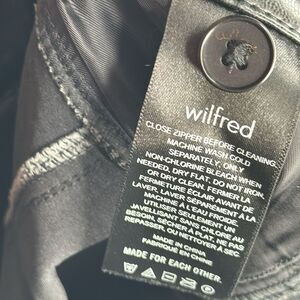 wilfred
CLOSE ZIPPER BEFORE CLEANING.
MACHINE WASH COLD
SEPARATELY. ONLY
NON-CHLORINE BLEACH WHEN
NEEDED. DRY FLAT. DO NOT IRON.
OR DRY CLEAN. FERMER LA
FERMETURE ÉCLAIR AVANT LE
LAVER. LAVER SÉPARÉMENT À LA
MACHINE À L'EAU FROIDE
UTILISER SEULEMENT UN
JAVELLISANT SANS CHLORE AU
BESOIN. SÉCHER À PLAT. NE PAS
REPASSER. OU NETTOYER À SEC.
MADE IN CHINA
FABRIQUÉ EN CHINE
MADE FOR EACH OTHER.